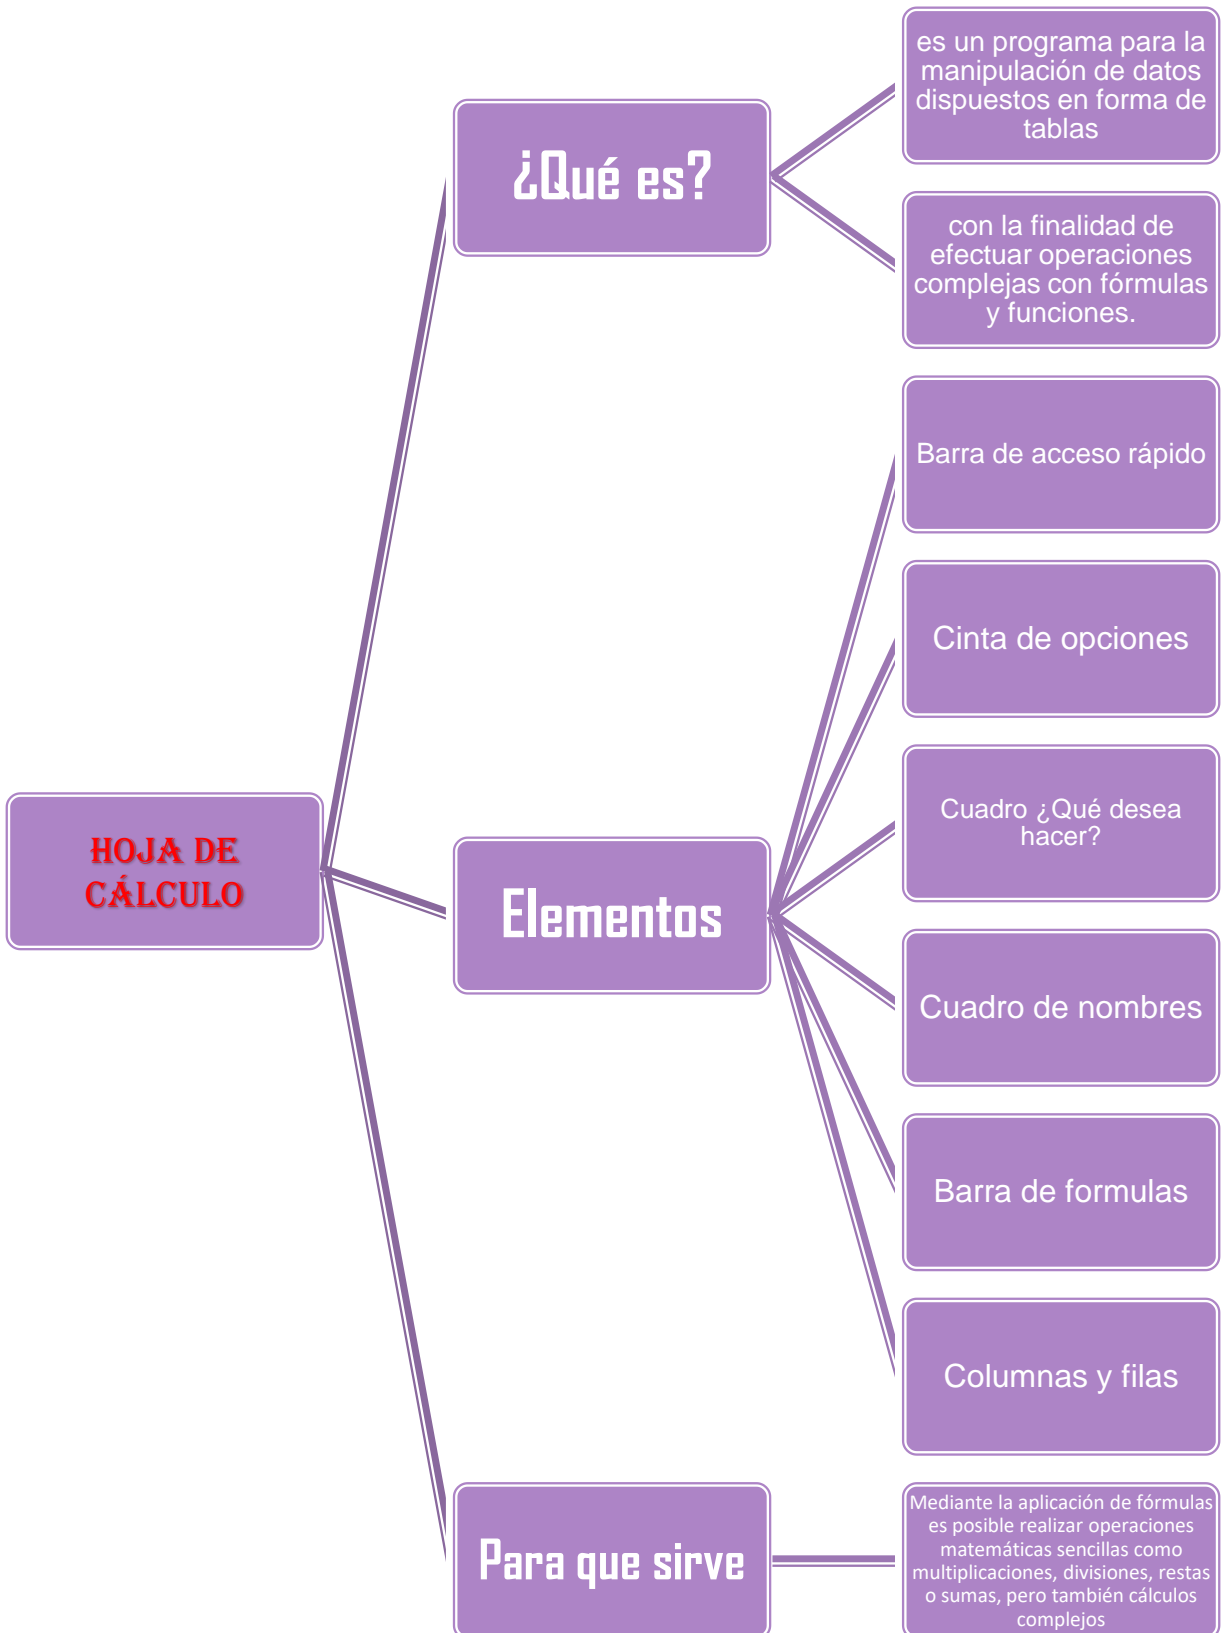 HOJA DE
CÁLCULO
¿Qué es?
es un programa para la
manipulación de datos
dispuestos en forma de
tablas
con la finalidad de
efectuar operaciones
complejas con fórmulas
y funciones.
Elementos
Barra de acceso rápido
Cinta de opciones
Cuadro ¿Qué desea
hacer?
Cuadro de nombres
Barra de formulas
Columnas y filas
Para que sirve
Mediante la aplicación de fórmulas
es posible realizar operaciones
matemáticas sencillas como
multiplicaciones, divisiones, restas
o sumas, pero también cálculos
complejos